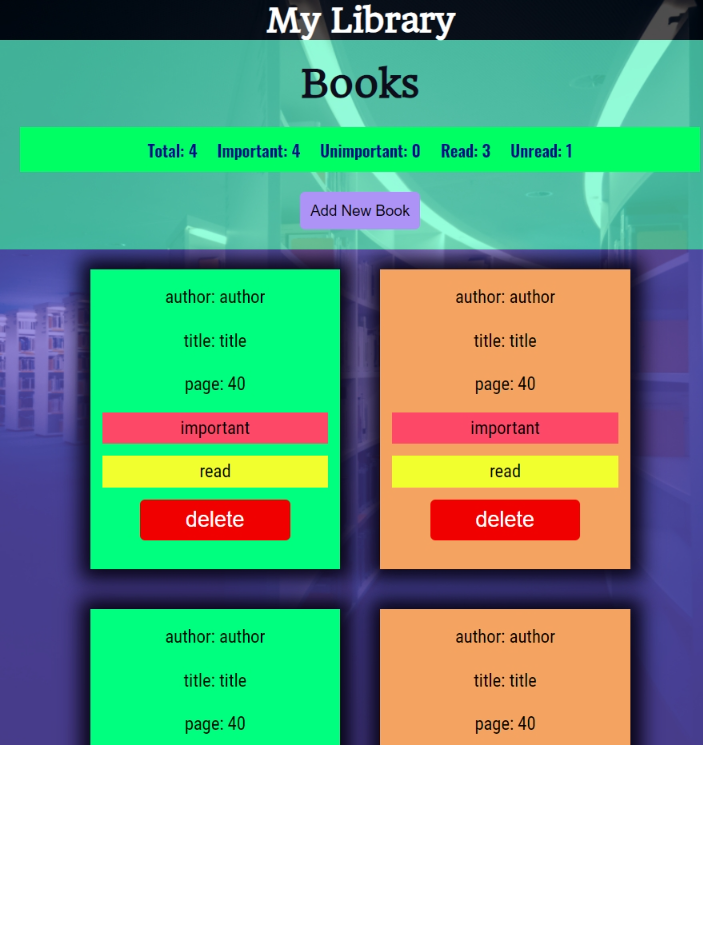 My Library
Books
Total: 4 Important: 4 Unimportant: 0 Read: 3 Unread: 1
Add New Book
author: author
title: title
page: 40
important
read
delete
author: author
title: title
page: 40
important
read
delete
author: author
title: title
page: 40
author: author
title: title
page: 40